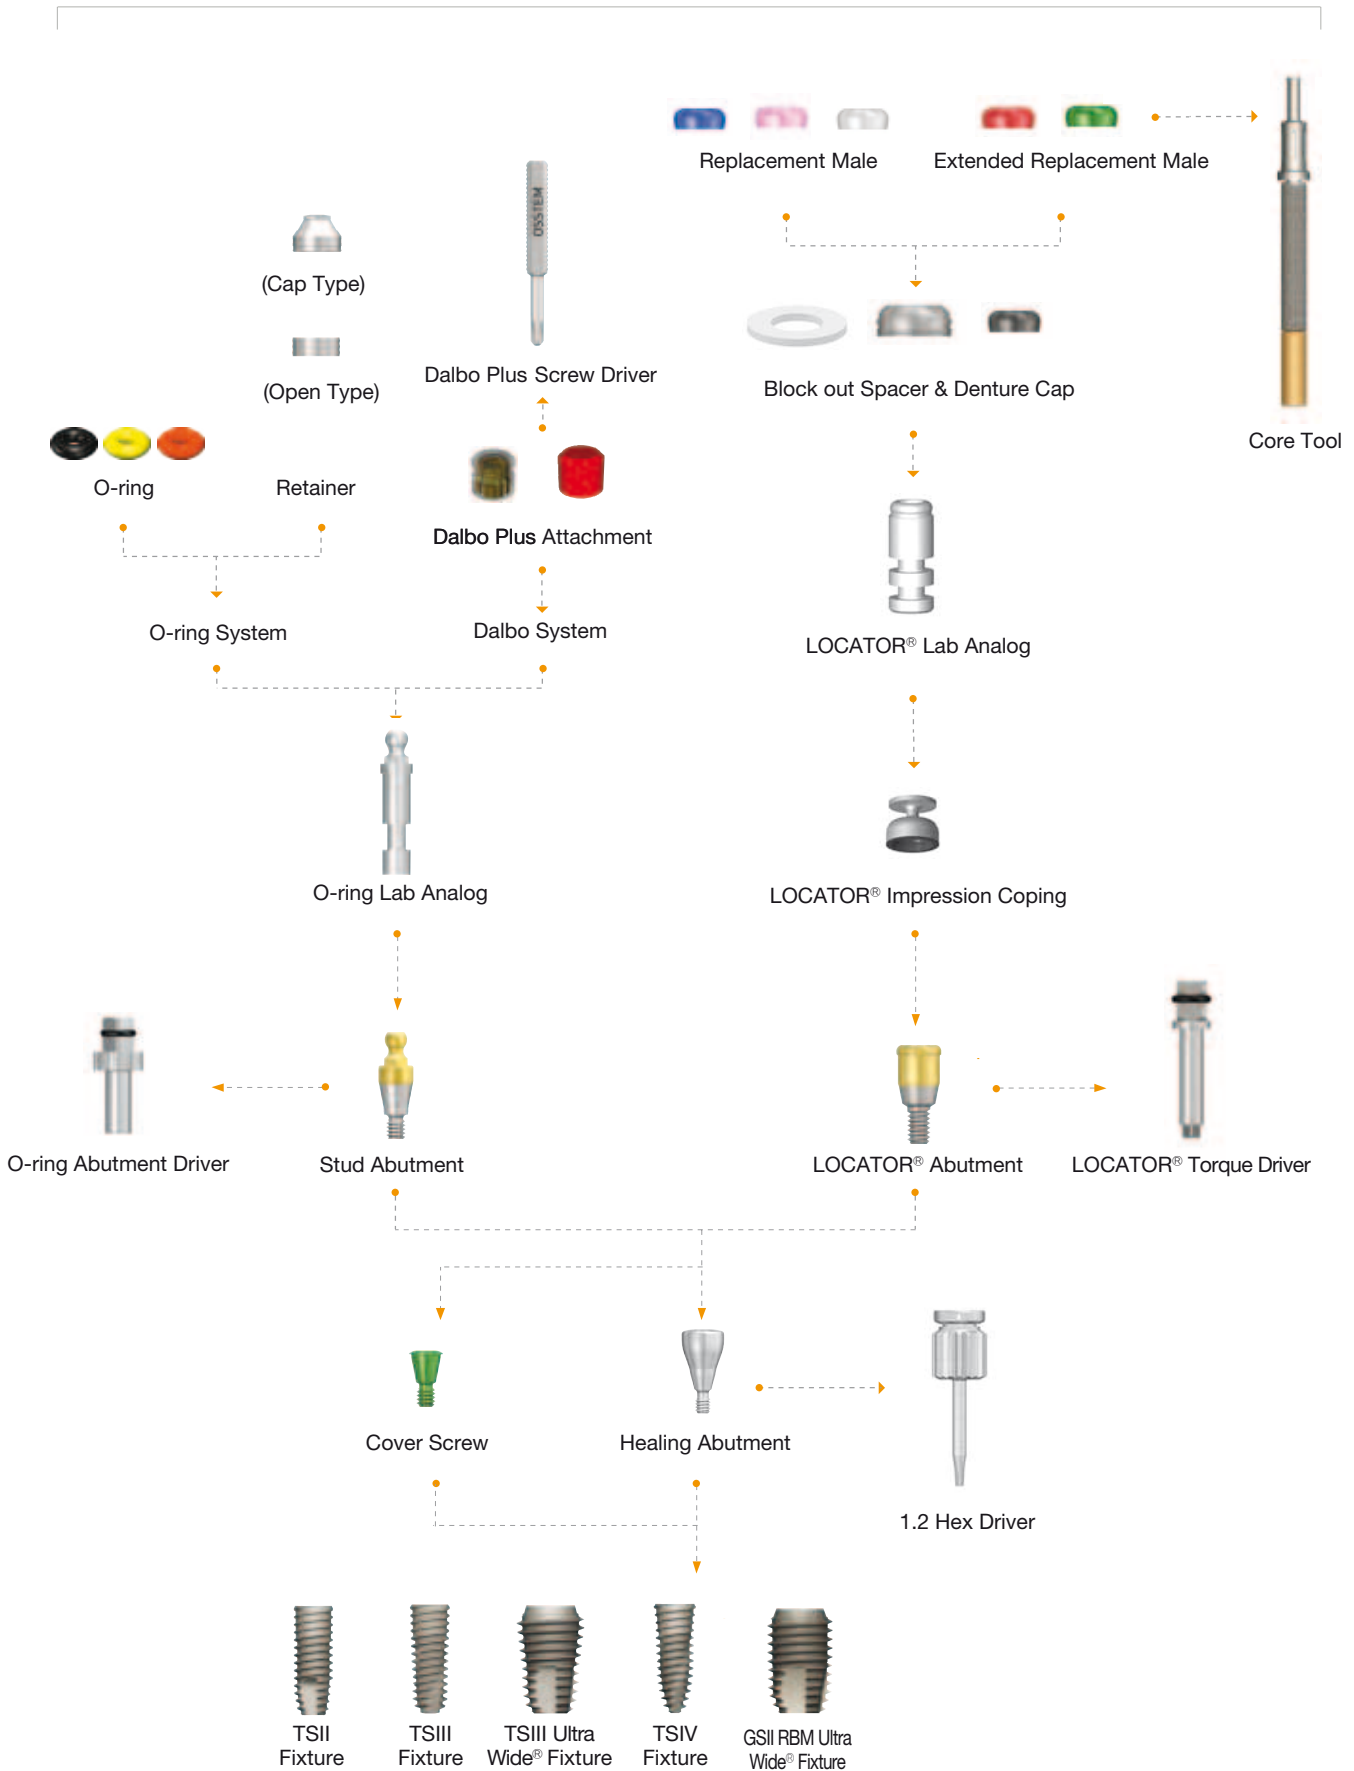 Replacement Male
Extended Replacement Male
OSSTEM
(Cap Type)
Dalbo Plus Screw Driver
(Open Type)
Block out Spacer & Denture Cap
Core Tool
O-ring
Retainer
Dalbo Plus Attachment
O-ring System
Dalbo System
LOCATOR® Lab Analog
O-ring Lab Analog
LOCATOR® Impression Coping
O-ring Abutment Driver
Stud Abutment
LOCATOR® Abutment
LOCATOR® Torque Driver
Cover Screw
Healing Abutment
1.2 Hex Driver
TSII
Fixture
TSIII
Fixture
TSIII Ultra
Wide® Fixture
TSIV
Fixture
GSII RBM Ultra
Wide® Fixture